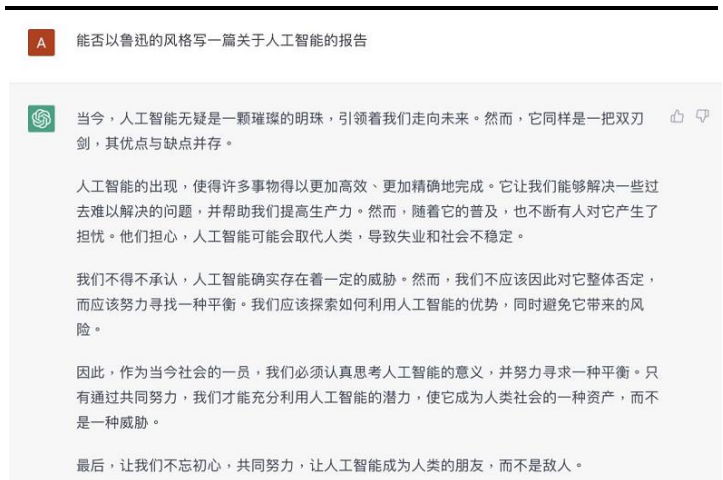 A
能否以鲁迅的风格写一篇关于人工智能的报告
当今，人工智能无疑是一颗璀璨的明珠，引领着我们走向未来。然而，它同样是一把双刃
剑，其优点与缺点并存。
人工智能的出现，使得许多事物得以更加高效、更加精确地完成。它让我们能够解决一些过
去难以解决的问题，并帮助我们提高生产力。然而，随着它的普及，也不断有人对它产生了
担忧。他们担心，人工智能可能会取代人类，导致失业和社会不稳定。
我们不得不承认，人工智能确实存在着一定的威胁。然而，我们不应该因此对它整体否定，
而应该努力寻找一种平衡。我们应该探索如何利用人工智能的优势，同时避免它带来的风
险。
因此，作为当今社会的一员，我们必须认真思考人工智能的意义，并努力寻求一种平衡。只
有通过共同努力，我们才能充分利用人工智能的潜力，使它成为人类社会的一种资产，而不
是一种威胁。
最后，让我们不忘初心，共同努力，让人工智能成为人类的朋友，而不是敌人。